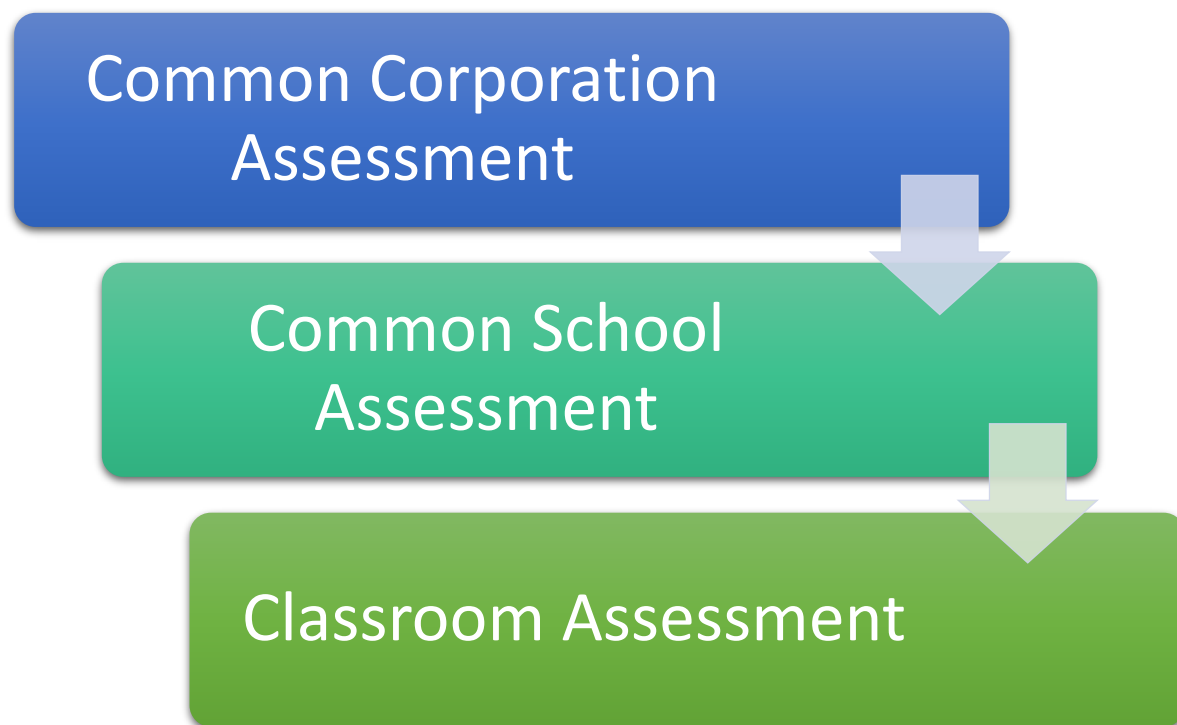 Common Corporation
Assessment
Common School
Assessment
Classroom Assessment